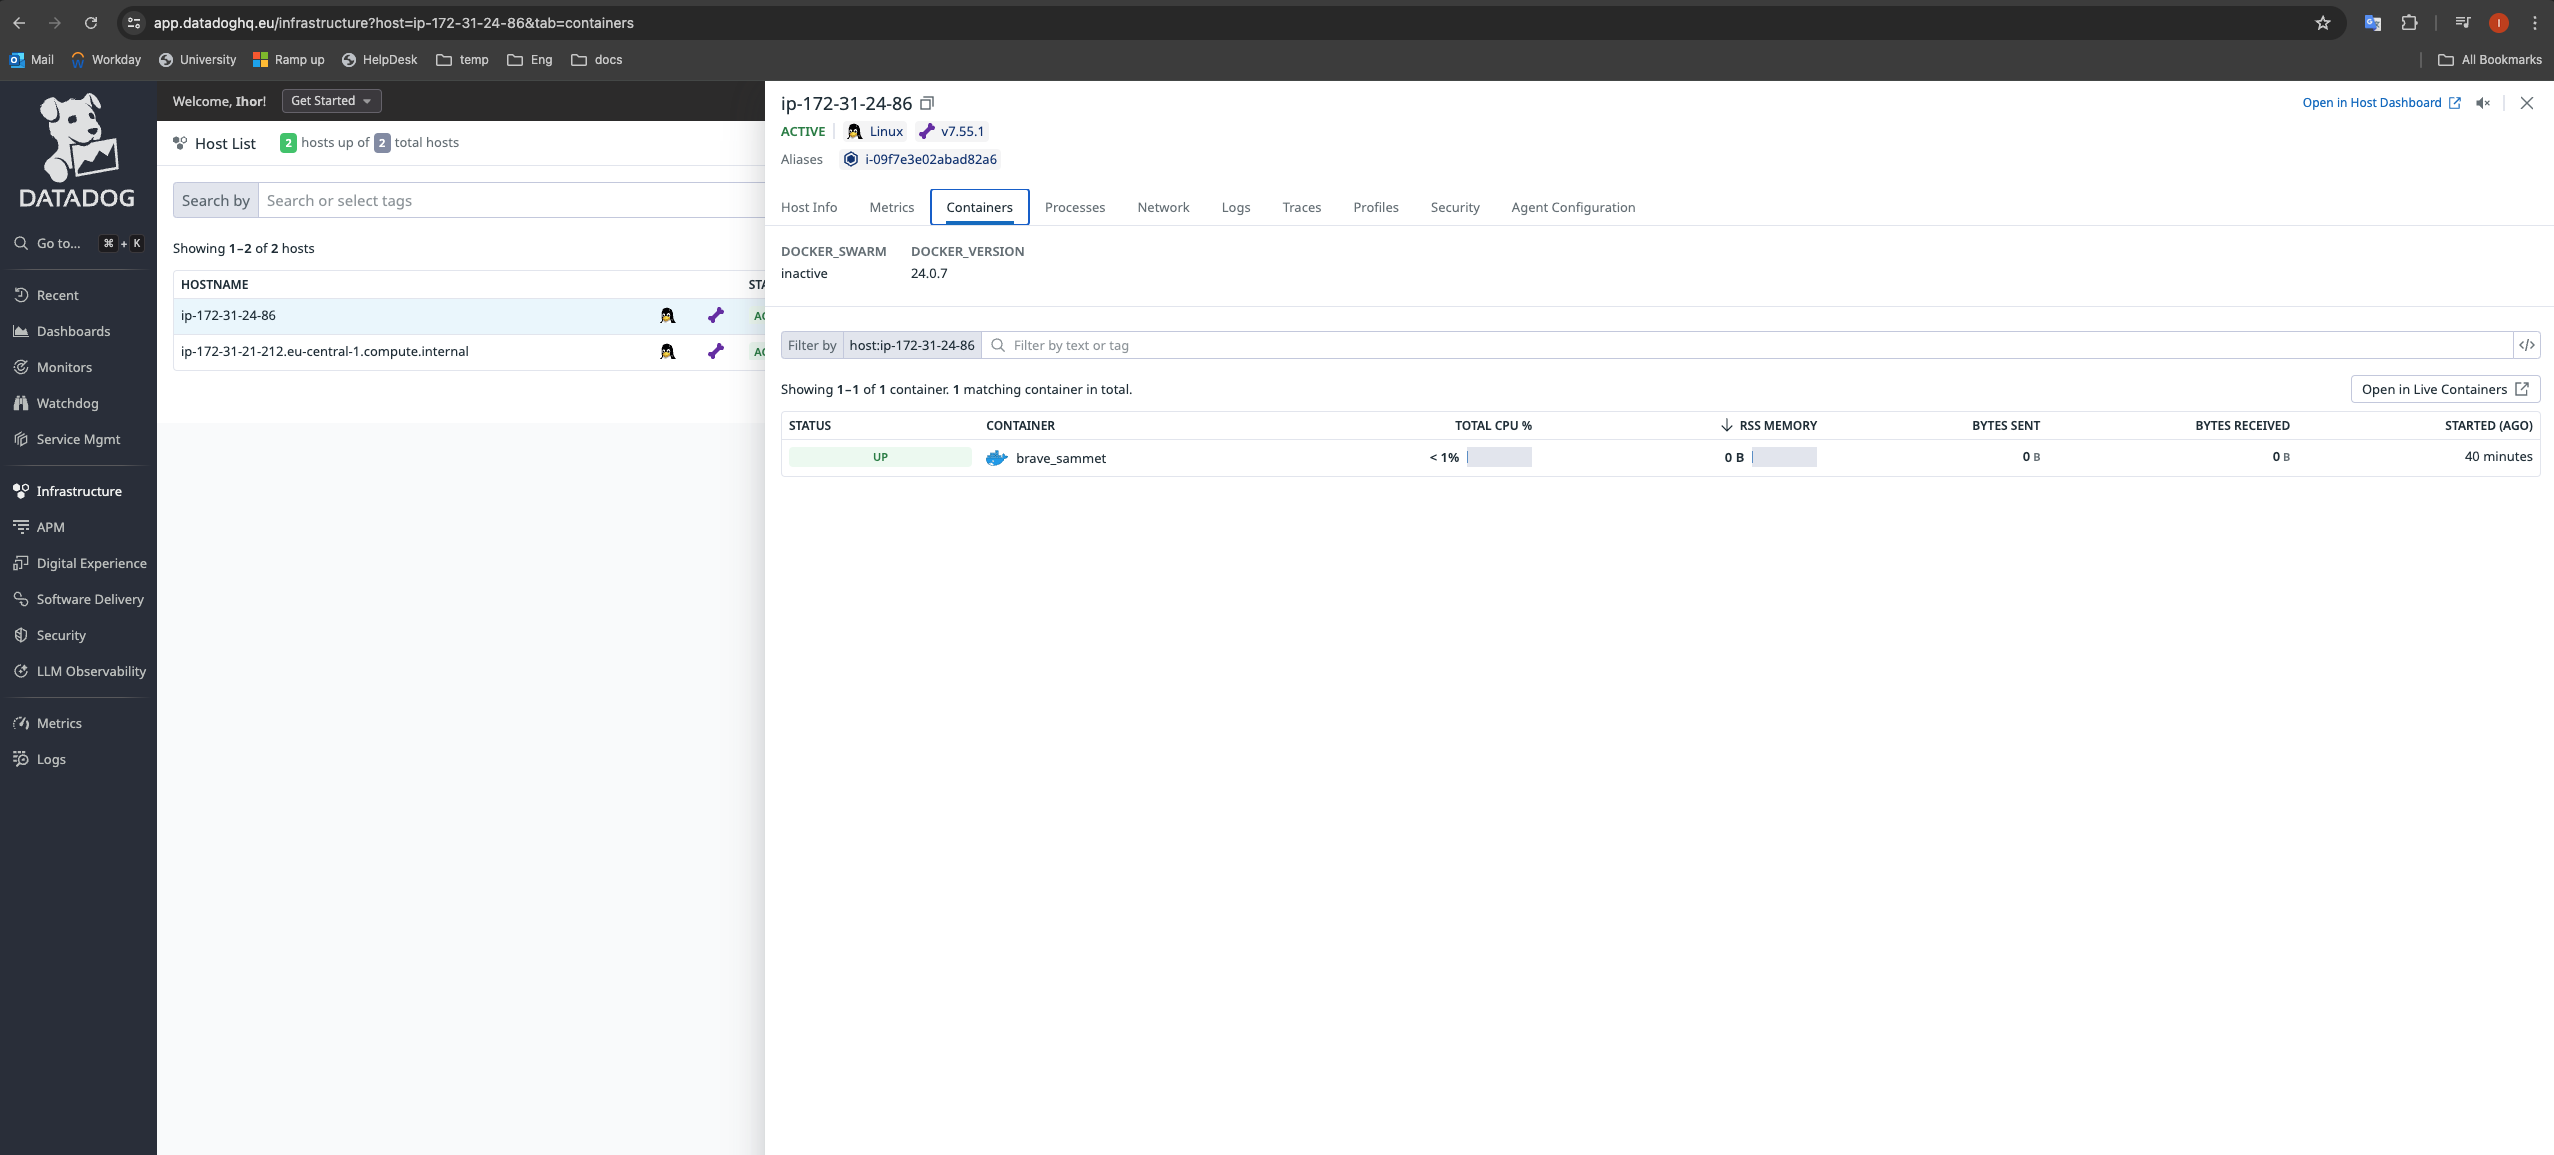 app.datadoghq.eu/infrastructure?host=ip-172-31-24-86&tab=containers
I
Mail
Workday
University
Ramp up
HelpDesk
temp
Eng
docs
All Bookmarks
DATADOG
Go to...
⌘ + K
Recent
Dashboards
Monitors
Watchdog
Service Mgmt
Infrastructure
APM
Digital Experience
Software Delivery
Security
LLM Observability
Metrics
Logs
Welcome, Ihor!
Get Started
Host List
2 hosts up of 2 total hosts
Search by Search or select tags
Showing 1–2 of 2 hosts
HOSTNAME STA
ip-172-31-24-86 AC
ip-172-31-21-212.eu-central-1.compute.internal AC
ip-172-31-24-86
Open in Host Dashboard
ACTIVE Linux v7.55.1
Aliases i-09f7e3e02abad82a6
Host Info Metrics Containers Processes Network Logs Traces Profiles Security Agent Configuration
DOCKER_SWARM DOCKER_VERSION
inactive 24.0.7
Filter by host:ip-172-31-24-86 Filter by text or tag </>
Showing 1–1 of 1 container. 1 matching container in total.
Open in Live Containers
STATUS CONTAINER TOTAL CPU % RSS MEMORY BYTES SENT BYTES RECEIVED STARTED (AGO)
UP brave_sammet < 1% 0 B 0 B 0 B 40 minutes